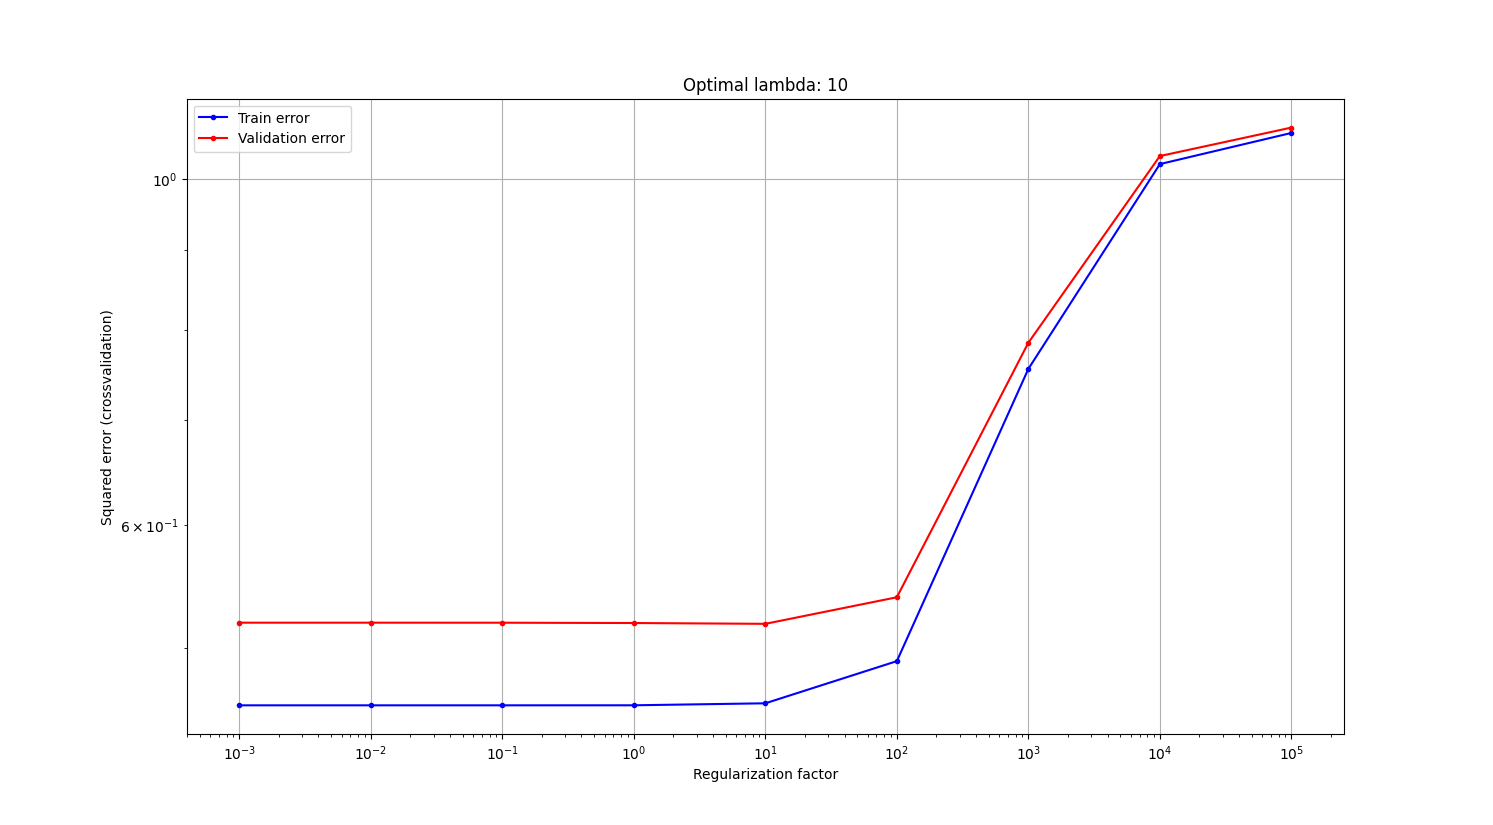 Optimal lambda: 10
Train error
Validation error
10⁰
6 × 10⁻¹
Squared error (crossvalidation)
10⁻³ 10⁻² 10⁻¹ 10⁰ 10¹ 10² 10³ 10⁴ 10⁵
Regularization factor